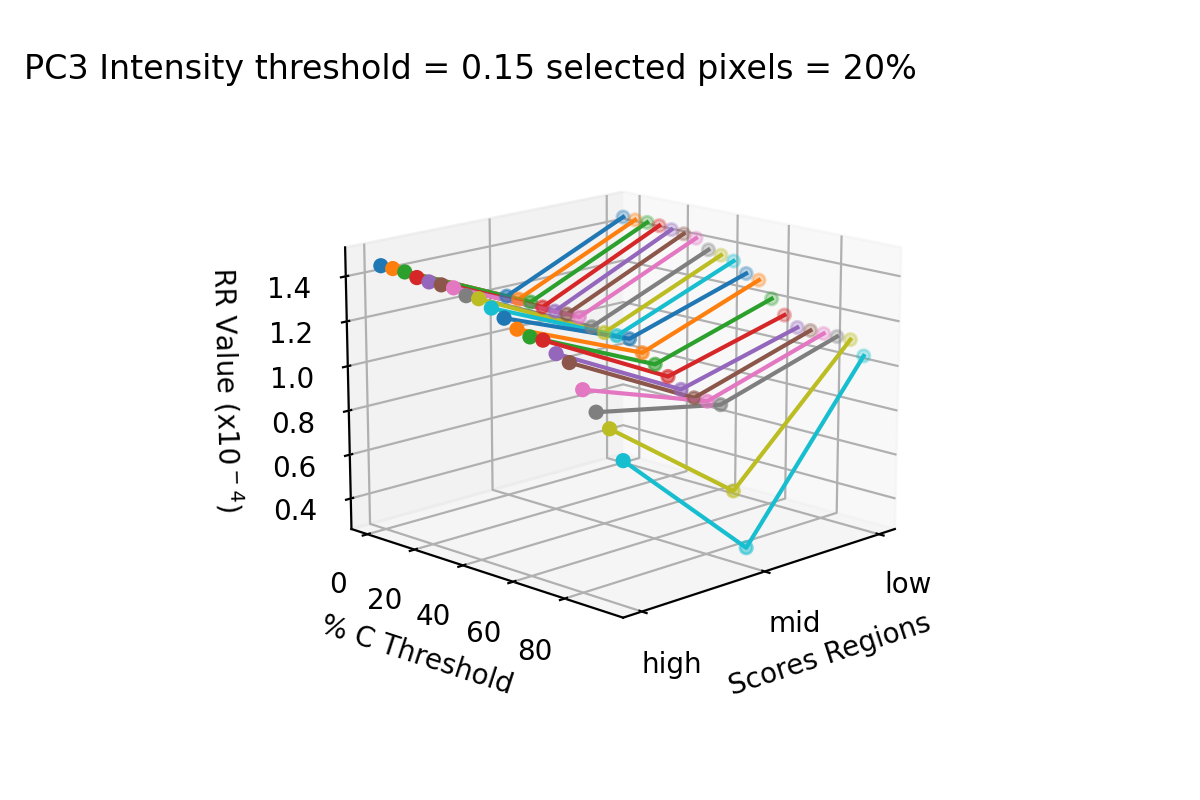 PC3 Intensity threshold = 0.15 selected pixels = 20%
RR Value (x10⁻⁴)
1.4
1.2
1.0
0.8
0.6
0.4
0
20
40
60
80
% C Threshold
high
mid
low
Scores Regions